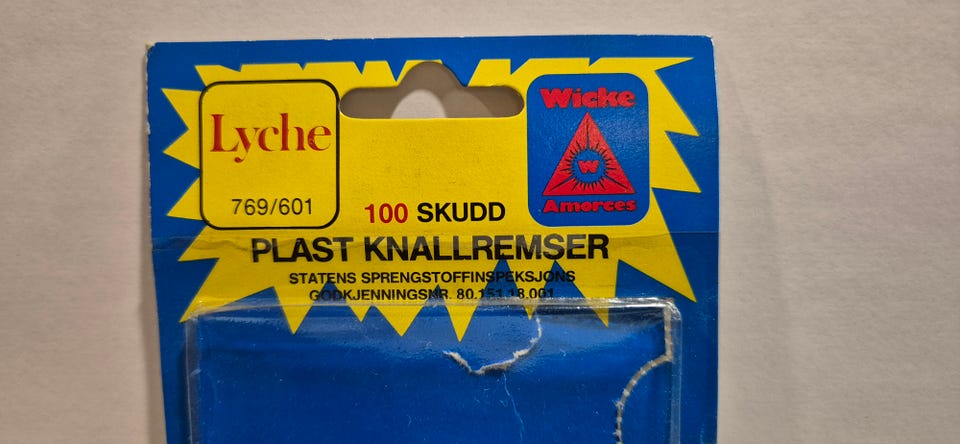 Lyche
769/601
Wicke
W
Amorces
100 SKUDD
PLAST KNALLREMSER
STATENS SPRENGSTOFFINSPEKSJONS
GODKJENNINGSNR. 80.151.18.001